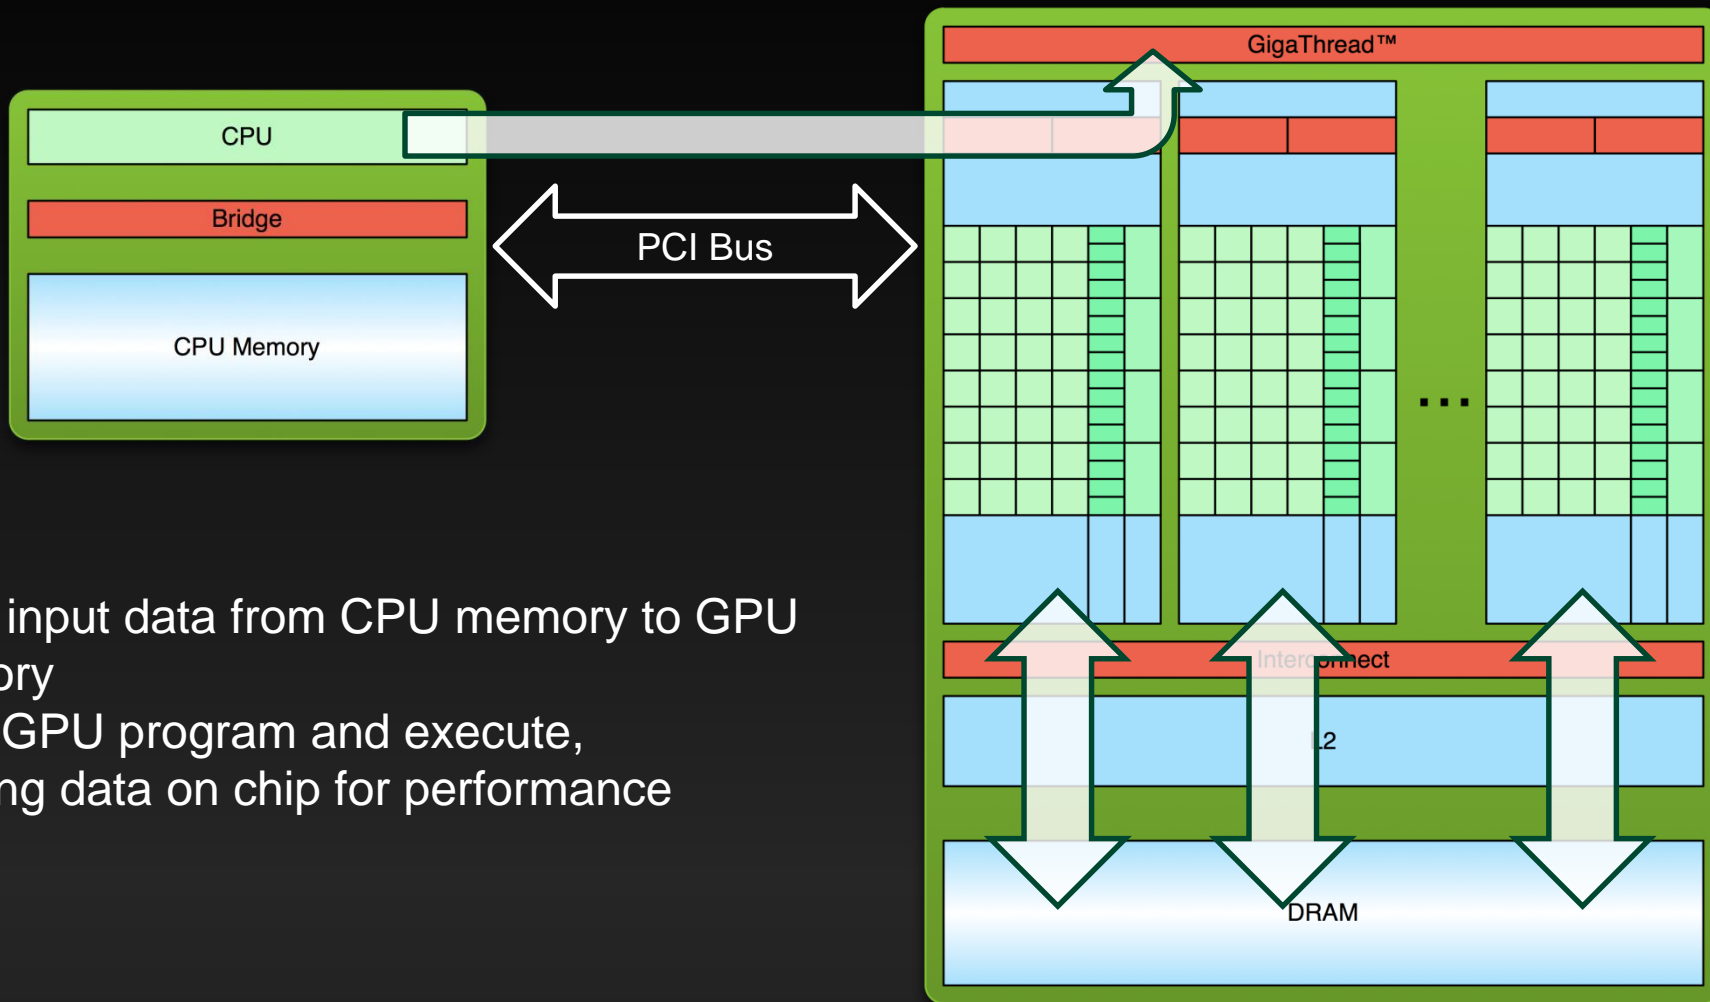 GigaThread™
CPU
Bridge
PCI Bus
CPU Memory
...
input data from CPU memory to GPU
ory
GPU program and execute,
ng data on chip for performance
Interconnect
L2
DRAM